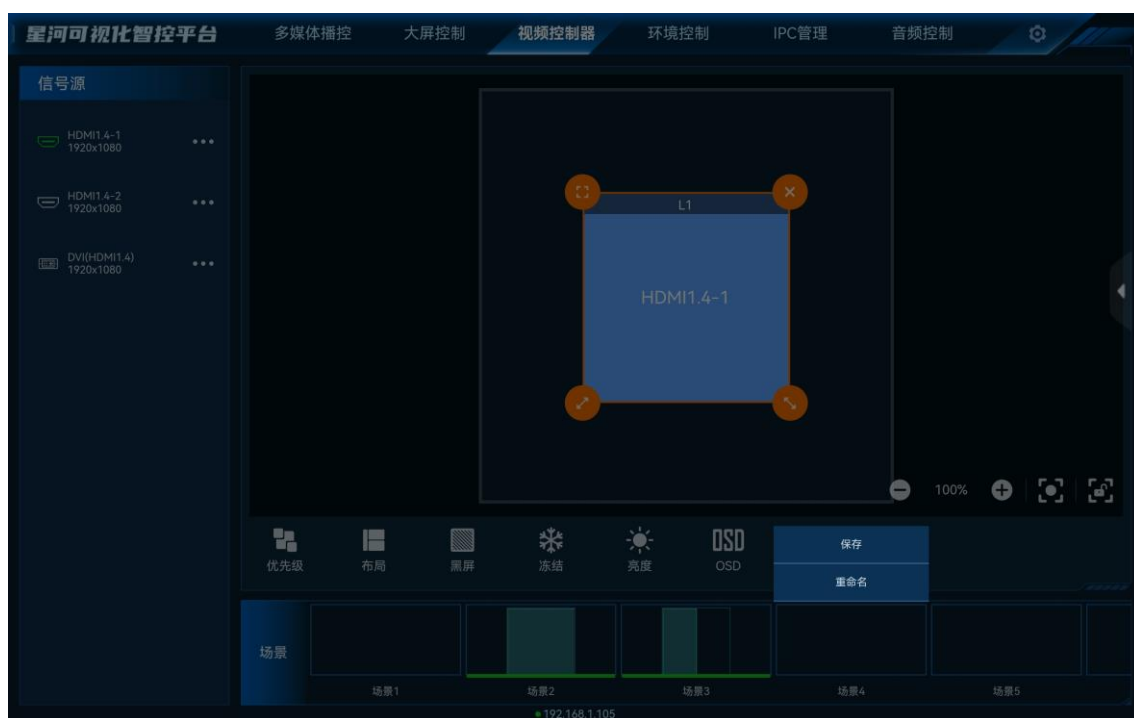 星河可视化智控平台
多媒体播控 大屏控制 视频控制器 环境控制 IPC管理 音频控制
信号源
HDMI1.4-1
1920x1080
HDMI1.4-2
1920x1080
DVI(HDMI1.4)
1920x1080
L1
HDMI1.4-1
100%
OSD
优先级 布局 黑屏 冻结 亮度 OSD
保存
重命名
场景
场景1 场景2 场景3 场景4 场景5
192.168.1.105